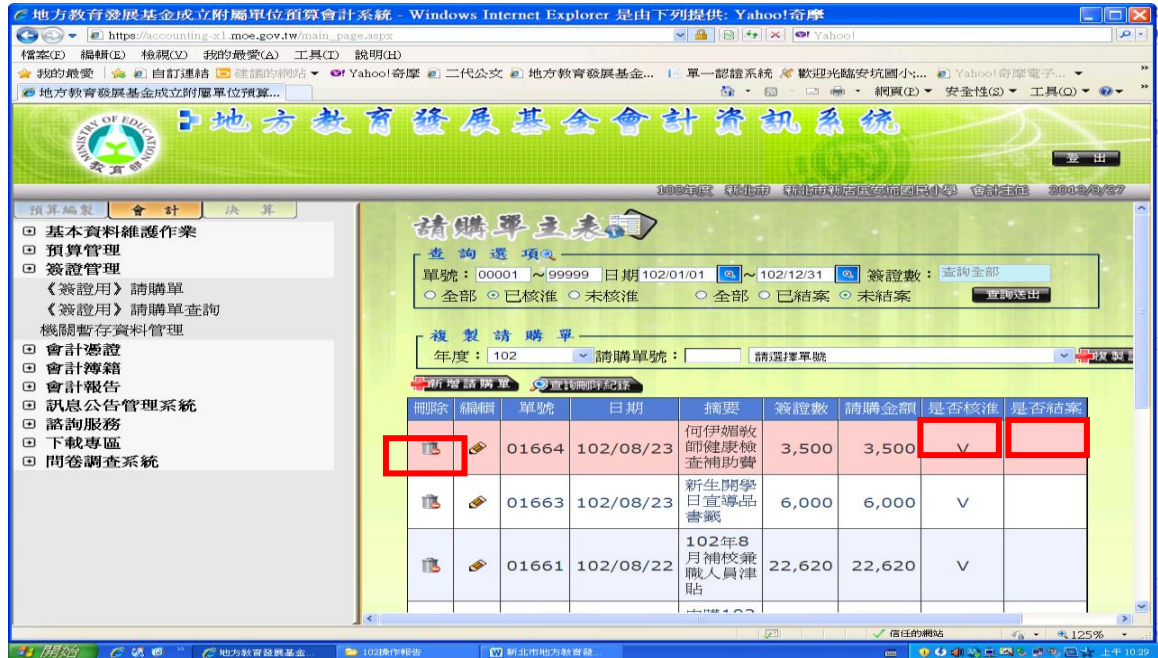 地方教育發展基金成立附屬單位預算會計系統 - Windows Internet Explorer 是由下列提供: Yahoo!奇摩
https://accounting-x1.moe.gov.tw/main_page.aspx
Yahoo!
檔案(F) 編輯(E) 檢視(V) 我的最愛(A) 工具(T) 說明(H)
我的最愛 自訂連結 建議的網站 Yahoo!奇摩 二代公文 地方教育發展基金... 單一認證系統 歡迎光臨安坑國小;... Yahoo!奇摩電子...
地方教育發展基金成立附屬單位預算... 網頁(P) 安全性(S) 工具(O)
MINISTRY OF EDUCATION
教育部
地方教育發展基金會計資訊系統
登 出
102年度 新北市 新北市新店區安坑國民小學 會計主任 2013/8/27
預算編製 會 計 決 算
基本資料維護作業
預算管理
簽證管理
《簽證用》請購單
《簽證用》請購單查詢
機關暫存資料管理
會計憑證
會計簿籍
會計報告
訊息公告管理系統
諮詢服務
下載專區
問卷調查系統
請購單主表
查 詢 選 項
單號：00001 ~99999 日期102/01/01 ~102/12/31 簽證數：查詢全部
全部 已核准 未核准 全部 已結案 未結案 查詢送出
複 製 請 購 單
年度：102 請購單號： 請選擇單號
新增請購單 查詢刪除紀錄
刪除 編輯 單號 日期 摘要 簽證數 請購金額 是否核准 是否結案
01664 102/08/23 何伊媚教師健康檢查補助費 3,500 3,500 V
01663 102/08/23 新生開學日宣導品書籤 6,000 6,000 V
01661 102/08/22 102年8月補校兼職人員津貼 22,620 22,620 V
信任的網站 125%
開始 地方教育發展基金... 102操作報告 新北市地方教育發... 上午 10:29